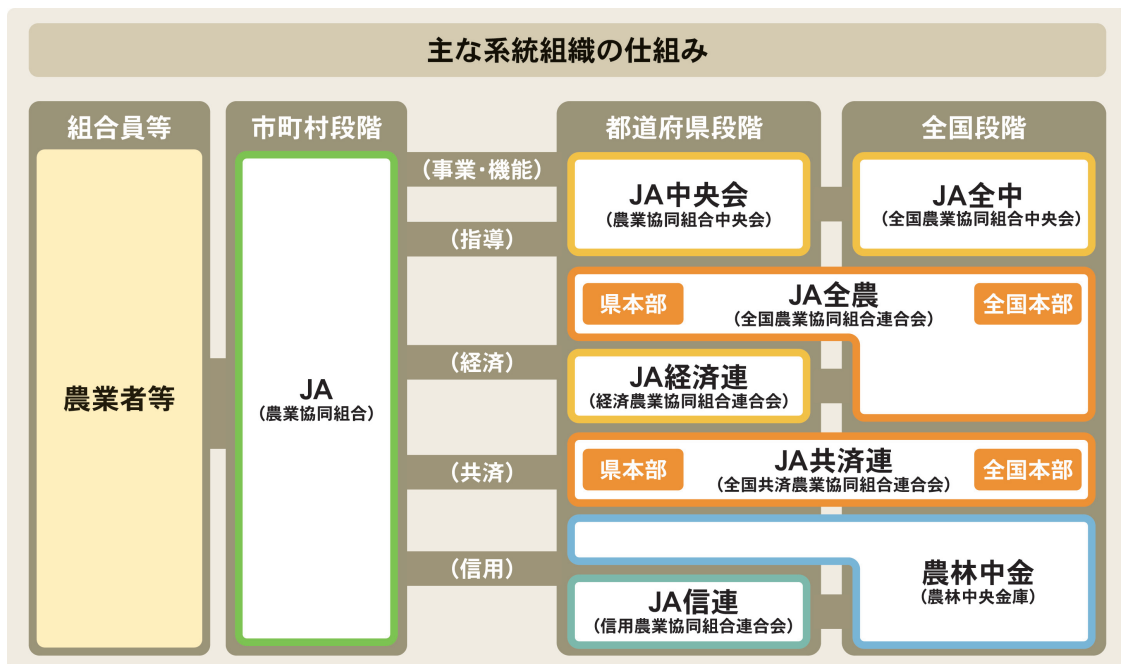 主な系統組織の仕組み
組合員等
市町村段階
都道府県段階
全国段階
農業者等
JA
(農業協同組合)
(事業・機能)
(指導)
(経済)
(共済)
(信用)
JA中央会
(農業協同組合中央会)
JA全中
(全国農業協同組合中央会)
県本部
JA全農
(全国農業協同組合連合会)
全国本部
JA経済連
(経済農業協同組合連合会)
県本部
JA共済連
(全国共済農業協同組合連合会)
全国本部
農林中金
(農林中央金庫)
JA信連
(信用農業協同組合連合会)